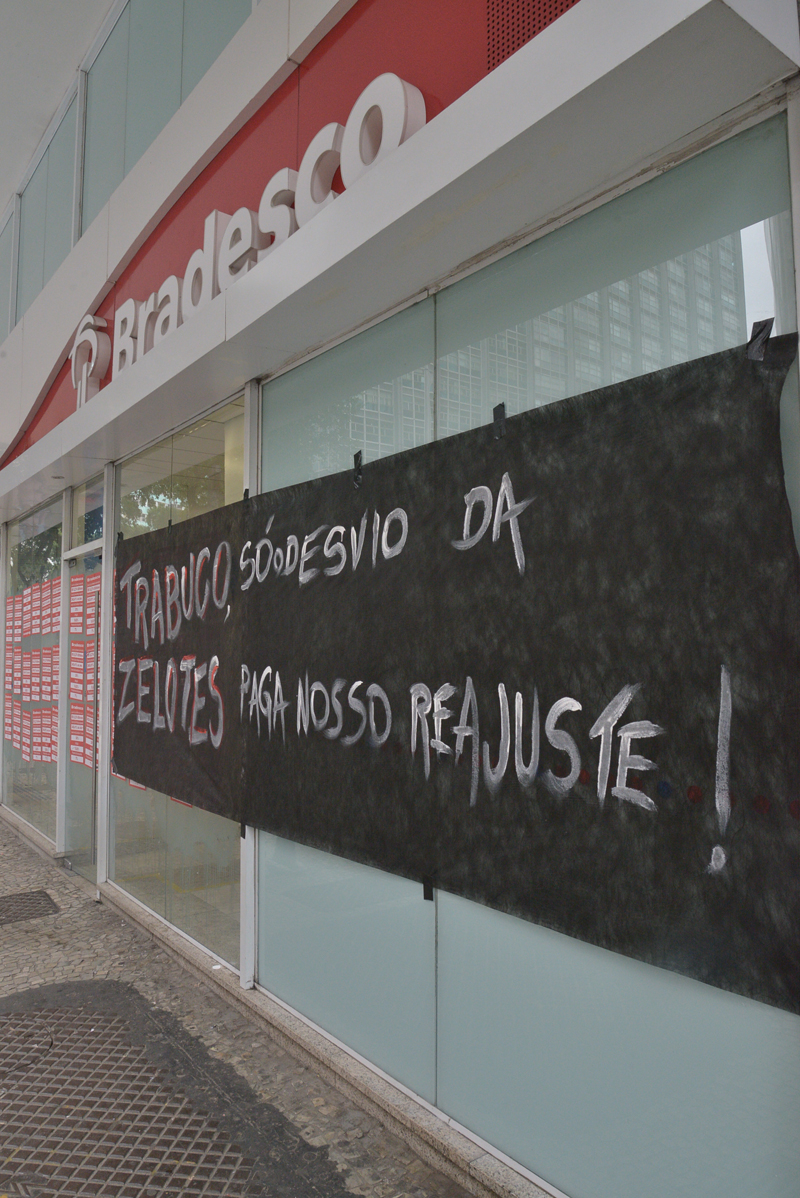 Bradesco
TRABUCO, SÓ O DESVIO DA
ZELOTES PAGA NOSSO REAJUSTE !